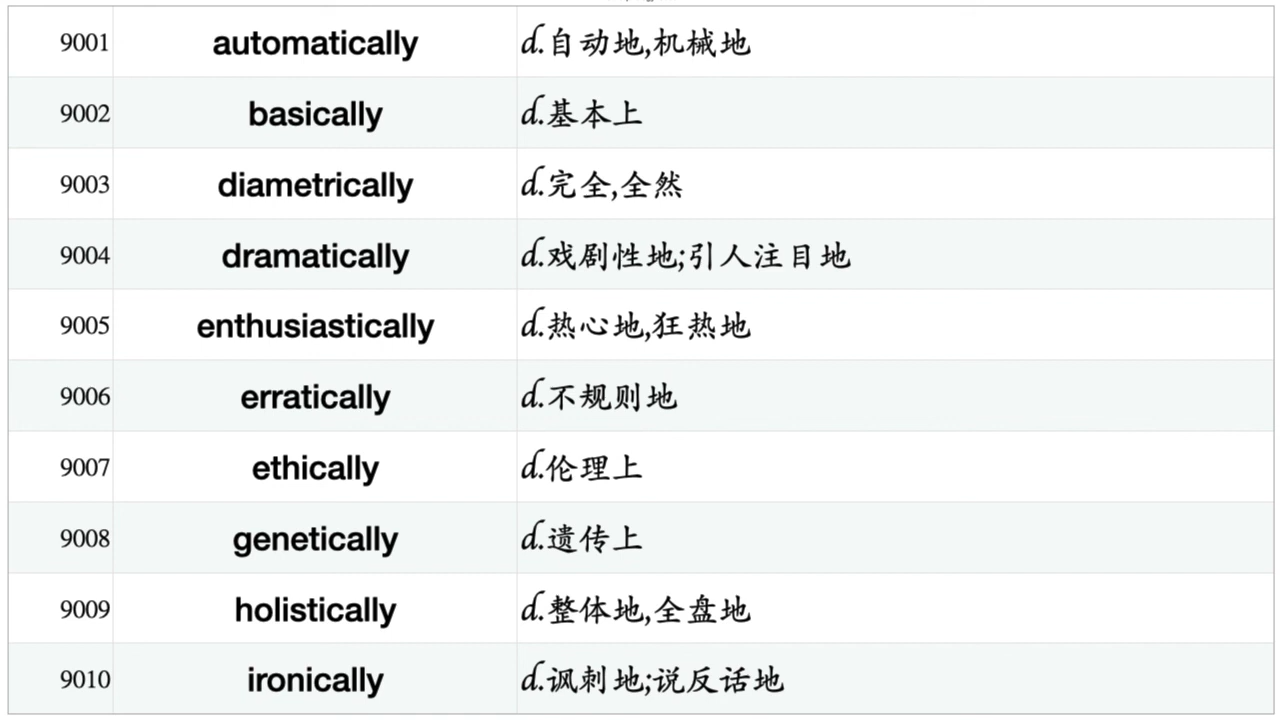 9001 automatically d.自动地,机械地
9002 basically d.基本上
9003 diametrically d.完全,全然
9004 dramatically d.戏剧性地;引人注目地
9005 enthusiastically d.热心地,狂热地
9006 erratically d.不规则地
9007 ethically d.伦理上
9008 genetically d.遗传上
9009 holistically d.整体地,全盘地
9010 ironically d.讽刺地;说反话地